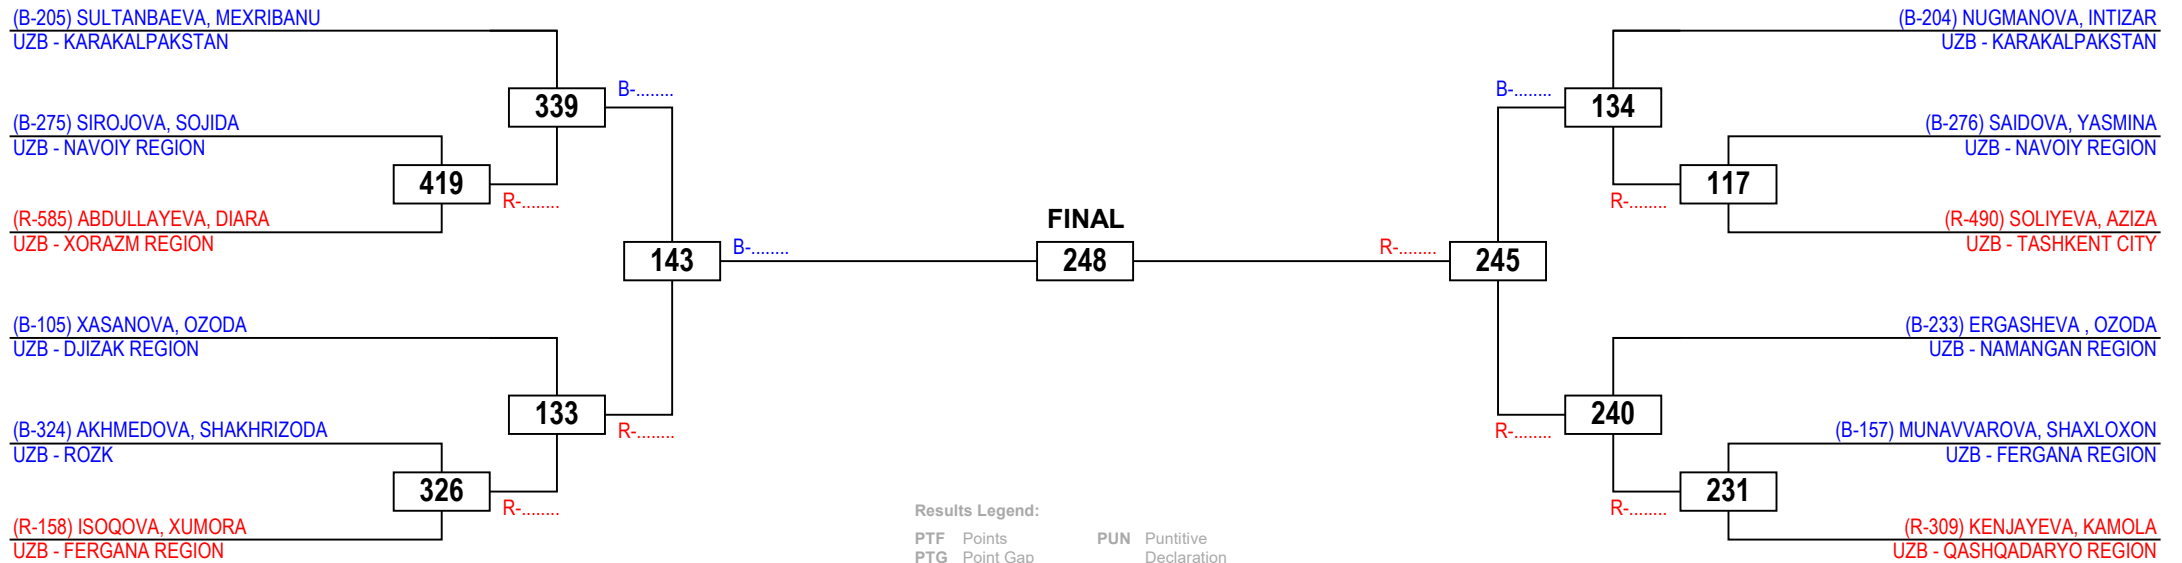 (B-205) SULTANBAEVA, MEXRIBANU
UZB - KARAKALPAKSTAN
(B-275) SIROJOVA, SOJIDA
UZB - NAVOIY REGION
(R-585) ABDULLAYEVA, DIARA
UZB - XORAZM REGION
(B-105) XASANOVA, OZODA
UZB - DJIZAK REGION
(B-324) AKHMEDOVA, SHAKHRIZODA
UZB - ROZK
(R-158) ISOQOVA, XUMORA
UZB - FERGANA REGION
419
R-........
326
R-........
339
B-........
133
R-........
143
B-........
FINAL
248
R-........
245
B-........
134
R-........
240
R-........
117
R-........
231
(B-204) NUGMANOVA, INTIZAR
UZB - KARAKALPAKSTAN
(B-276) SAIDOVA, YASMINA
UZB - NAVOIY REGION
(R-490) SOLIYEVA, AZIZA
UZB - TASHKENT CITY
(B-233) ERGASHEVA , OZODA
UZB - NAMANGAN REGION
(B-157) MUNAVVAROVA, SHAXLOXON
UZB - FERGANA REGION
(R-309) KENJAYEVA, KAMOLA
UZB - QASHQADARYO REGION
Results Legend:
PTF Points
PTG Point Gap
PUN Puntitive
Declaration